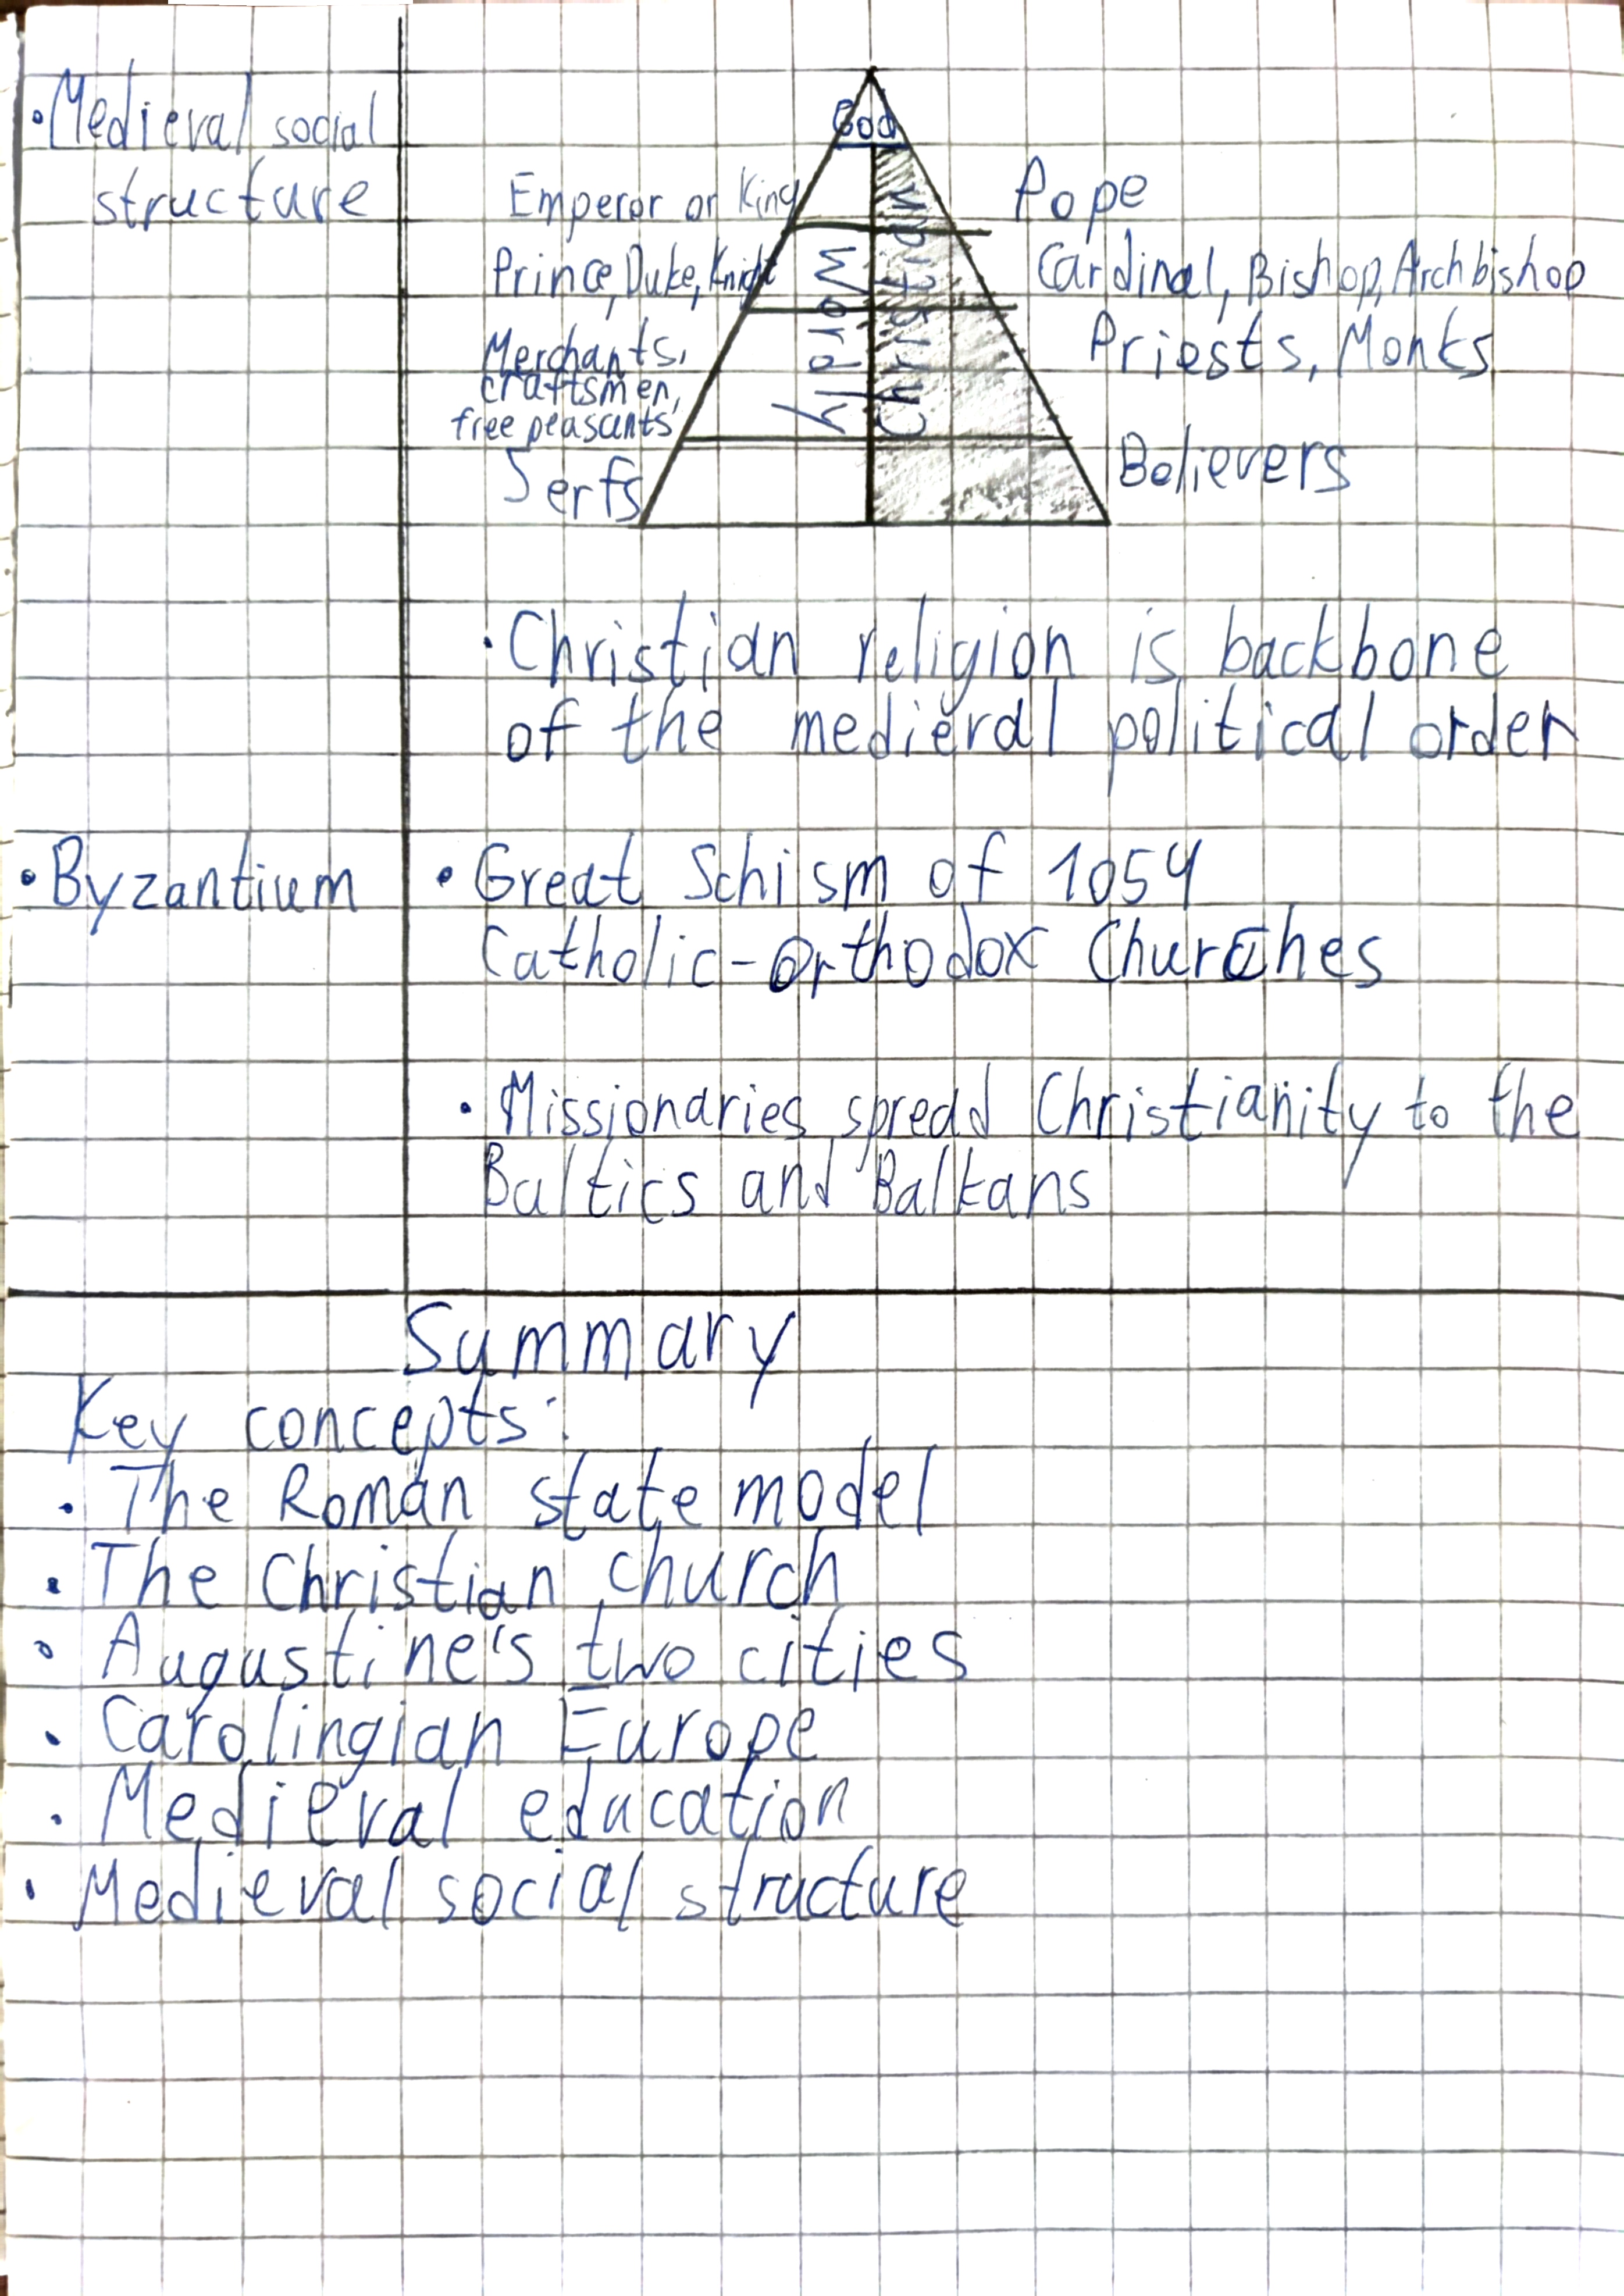 • Medieval social
structure
God
Worldly
Christian
Emperor or King
Prince, Duke, Knight
Merchants,
craftsmen,
free peasants
Serfs
Pope
Cardinal, Bishop, Archbishop
Priests, Monks
Believers
• Christian religion is backbone
of the medieval political order
• Byzantium
• Great Schism of 1054
Catholic-Orthodox Churches
• Missionaries spread Christianity to the
Baltics and Balkans
Summary
Key concepts:
• The Roman state model
• The Christian church
• Augustine's two cities
• Carolingian Europe
• Medieval education
• Medieval social structure